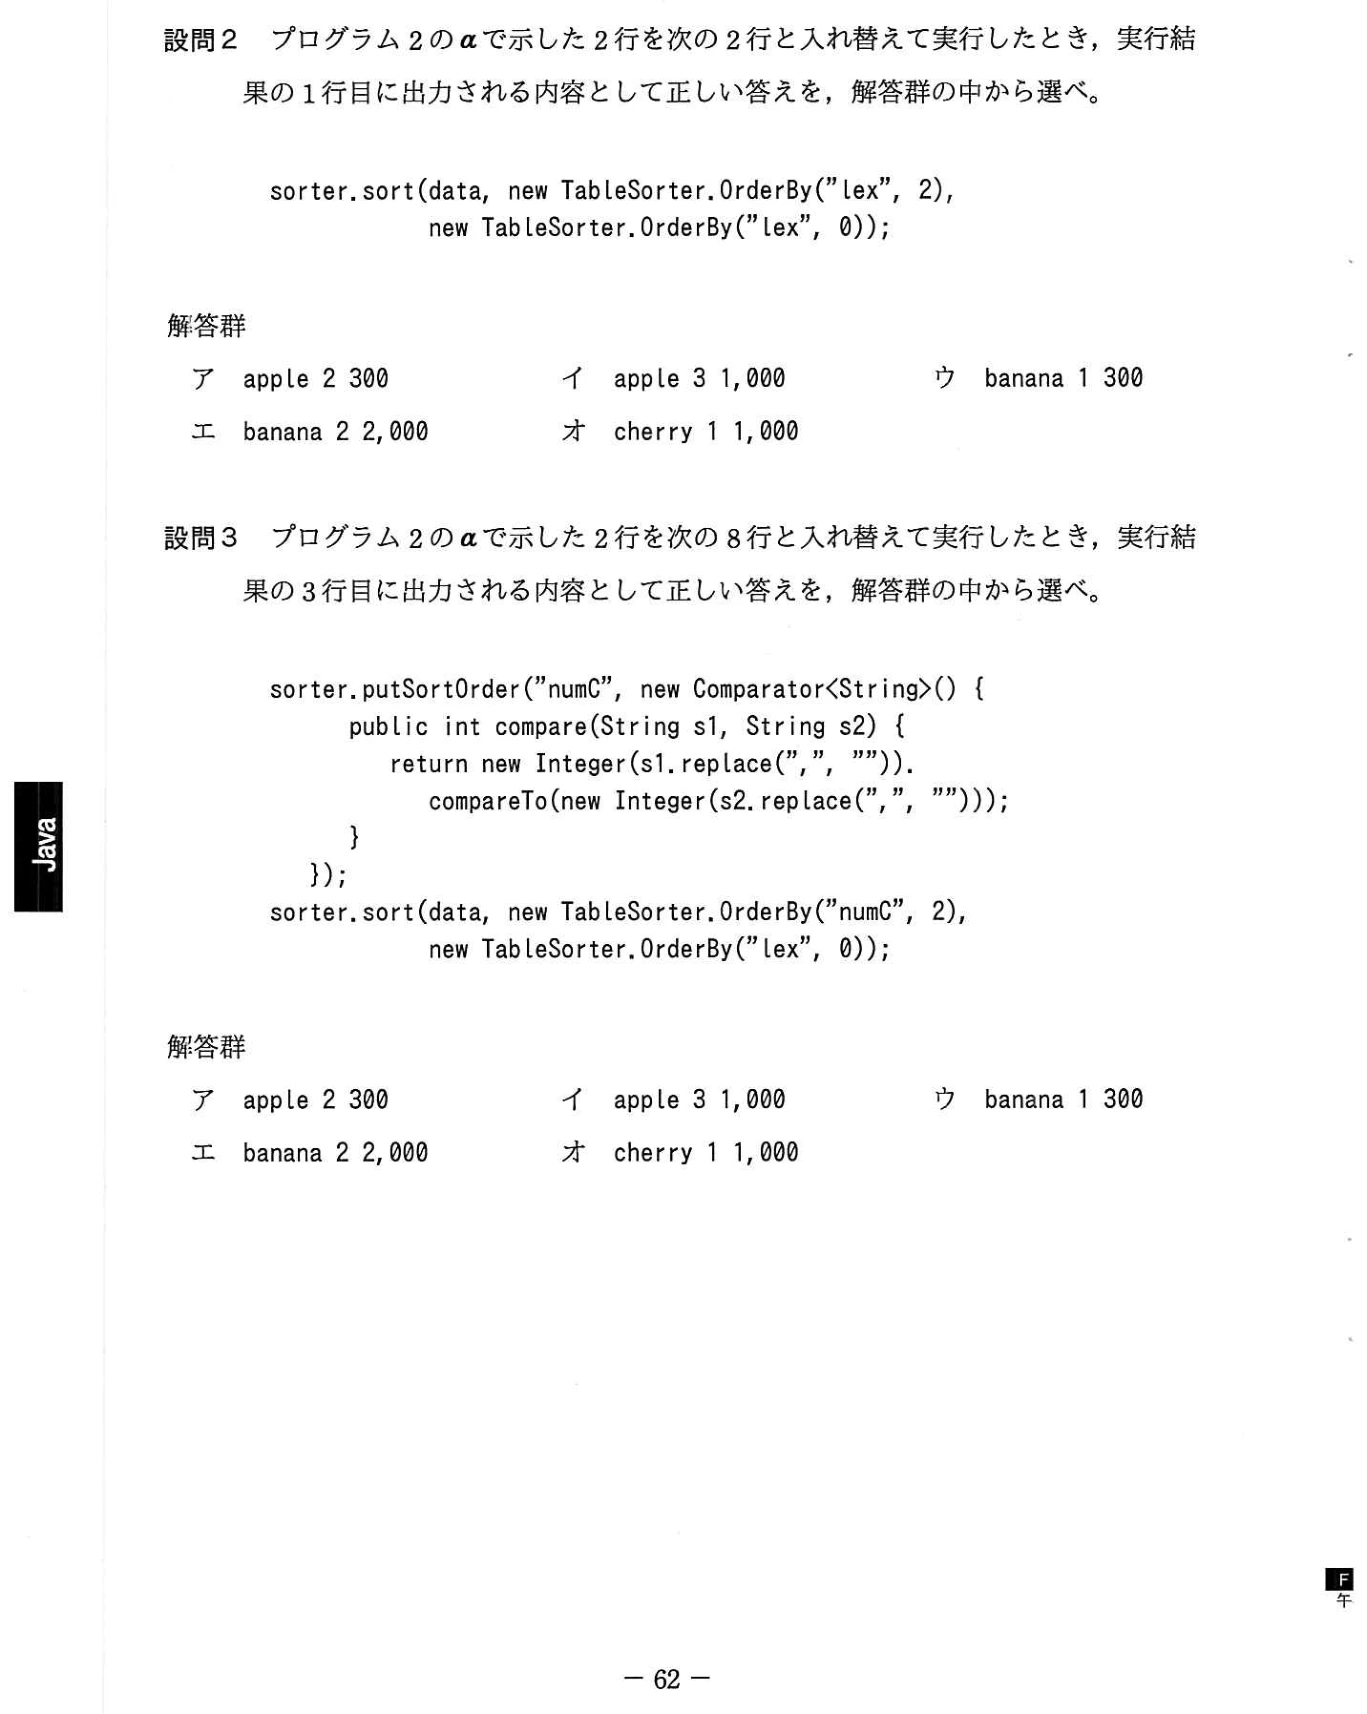 設問2 プログラム2のαで示した2行を次の2行と入れ替えて実行したとき，実行結
果の1行目に出力される内容として正しい答えを，解答群の中から選べ。
sorter.sort(data, new TableSorter.OrderBy("lex", 2),
new TableSorter.OrderBy("lex", 0));
解答群
ア apple 2 300 イ apple 3 1,000 ウ banana 1 300
エ banana 2 2,000 オ cherry 1 1,000
設問3 プログラム2のαで示した2行を次の8行と入れ替えて実行したとき，実行結
果の3行目に出力される内容として正しい答えを，解答群の中から選べ。
sorter.putSortOrder("numC", new Comparator<String>() {
public int compare(String s1, String s2) {
return new Integer(s1.replace(",", "")).
compareTo(new Integer(s2.replace(",", "")));
}
});
sorter.sort(data, new TableSorter.OrderBy("numC", 2),
new TableSorter.OrderBy("lex", 0));
Java
解答群
ア apple 2 300 イ apple 3 1,000 ウ banana 1 300
エ banana 2 2,000 オ cherry 1 1,000
F
午
－ 62 －